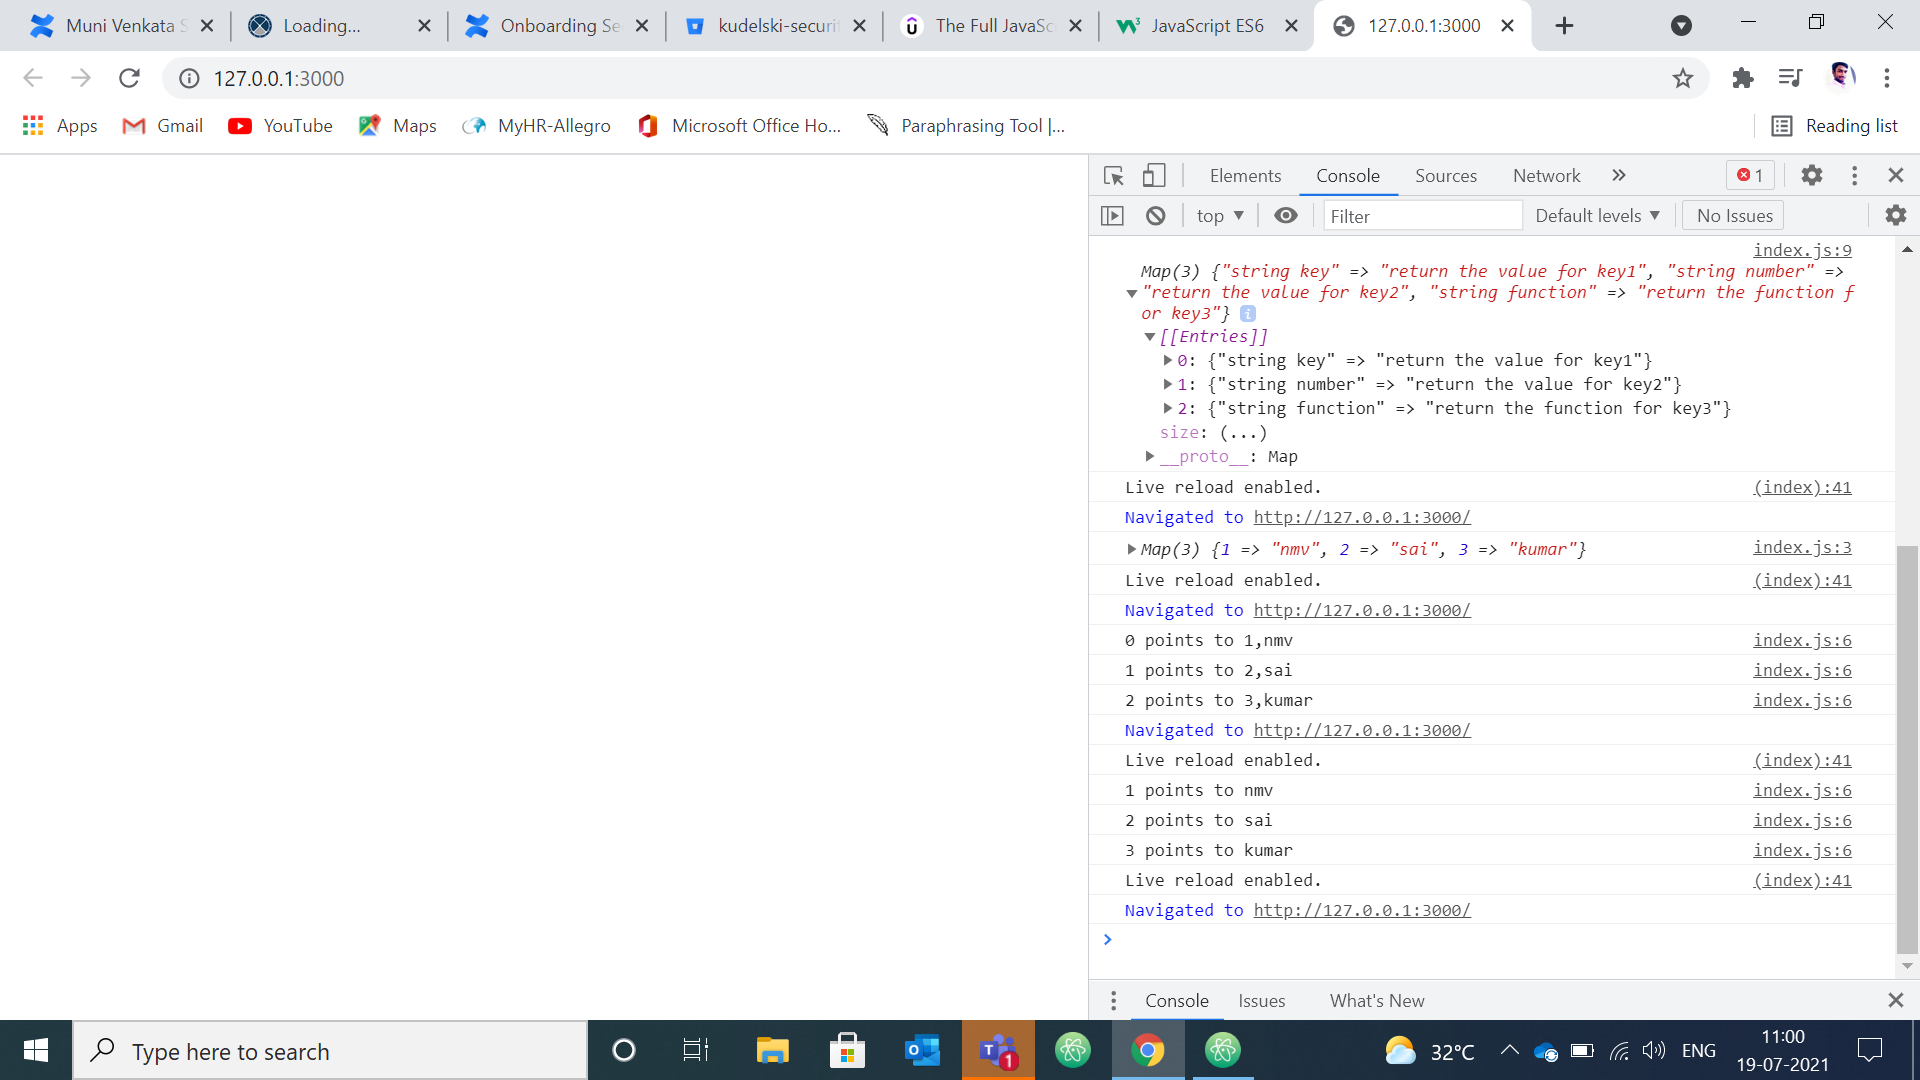 Muni Venkata S
Loading...
Onboarding Se
kudelski-securit
The Full JavaSc
JavaScript ES6
127.0.0.1:3000
127.0.0.1:3000
Apps
Gmail
YouTube
Maps
MyHR-Allegro
Microsoft Office Ho...
Paraphrasing Tool |...
Reading list
Elements Console Sources Network 1
top Filter Default levels No Issues
index.js:9
Map(3) {"string key" => "return the value for key1", "string number" =>
"return the value for key2", "string function" => "return the function f
or key3"}
[[Entries]]
0: {"string key" => "return the value for key1"}
1: {"string number" => "return the value for key2"}
2: {"string function" => "return the function for key3"}
size: (...)
__proto__: Map
Live reload enabled. (index):41
Navigated to http://127.0.0.1:3000/
Map(3) {1 => "nmv", 2 => "sai", 3 => "kumar"} index.js:3
Live reload enabled. (index):41
Navigated to http://127.0.0.1:3000/
0 points to 1,nmv index.js:6
1 points to 2,sai index.js:6
2 points to 3,kumar index.js:6
Navigated to http://127.0.0.1:3000/
Live reload enabled. (index):41
1 points to nmv index.js:6
2 points to sai index.js:6
3 points to kumar index.js:6
Live reload enabled. (index):41
Navigated to http://127.0.0.1:3000/
Console Issues What's New
Type here to search
1
32°C
ENG
11:00
19-07-2021